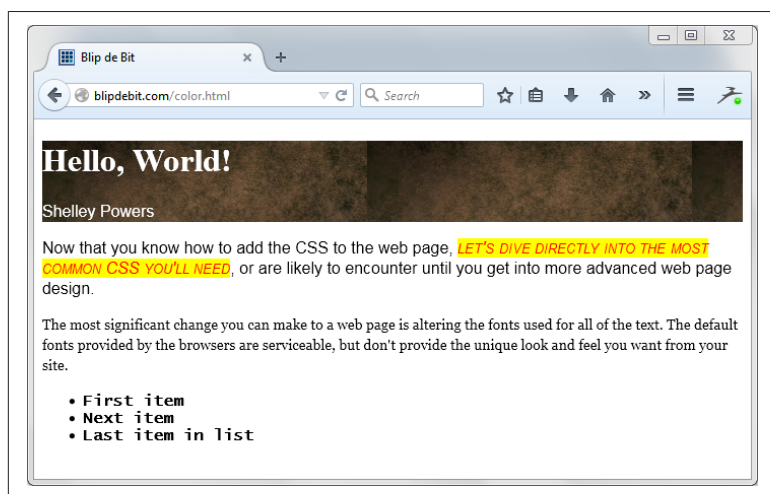 Blip de Bit
blipdebit.com/color.html
Search
Hello, World!
Shelley Powers
Now that you know how to add the CSS to the web page, LET'S DIVE DIRECTLY INTO THE MOST
COMMON CSS YOU'LL NEED, or are likely to encounter until you get into more advanced web page
design.
The most significant change you can make to a web page is altering the fonts used for all of the text. The default
fonts provided by the browsers are serviceable, but don't provide the unique look and feel you want from your
site.
• First item
• Next item
• Last item in list